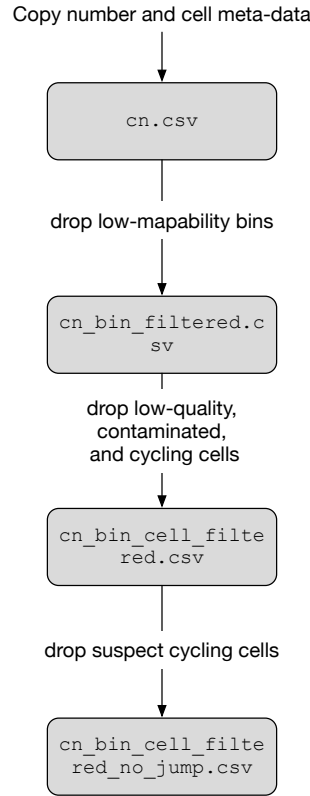 Copy number and cell meta-data
cn.csv
drop low-mapability bins
cn_bin_filtered.c
sv
drop low-quality,
contaminated,
and cycling cells
cn_bin_cell_filte
red.csv
drop suspect cycling cells
cn_bin_cell_filte
red_no_jump.csv